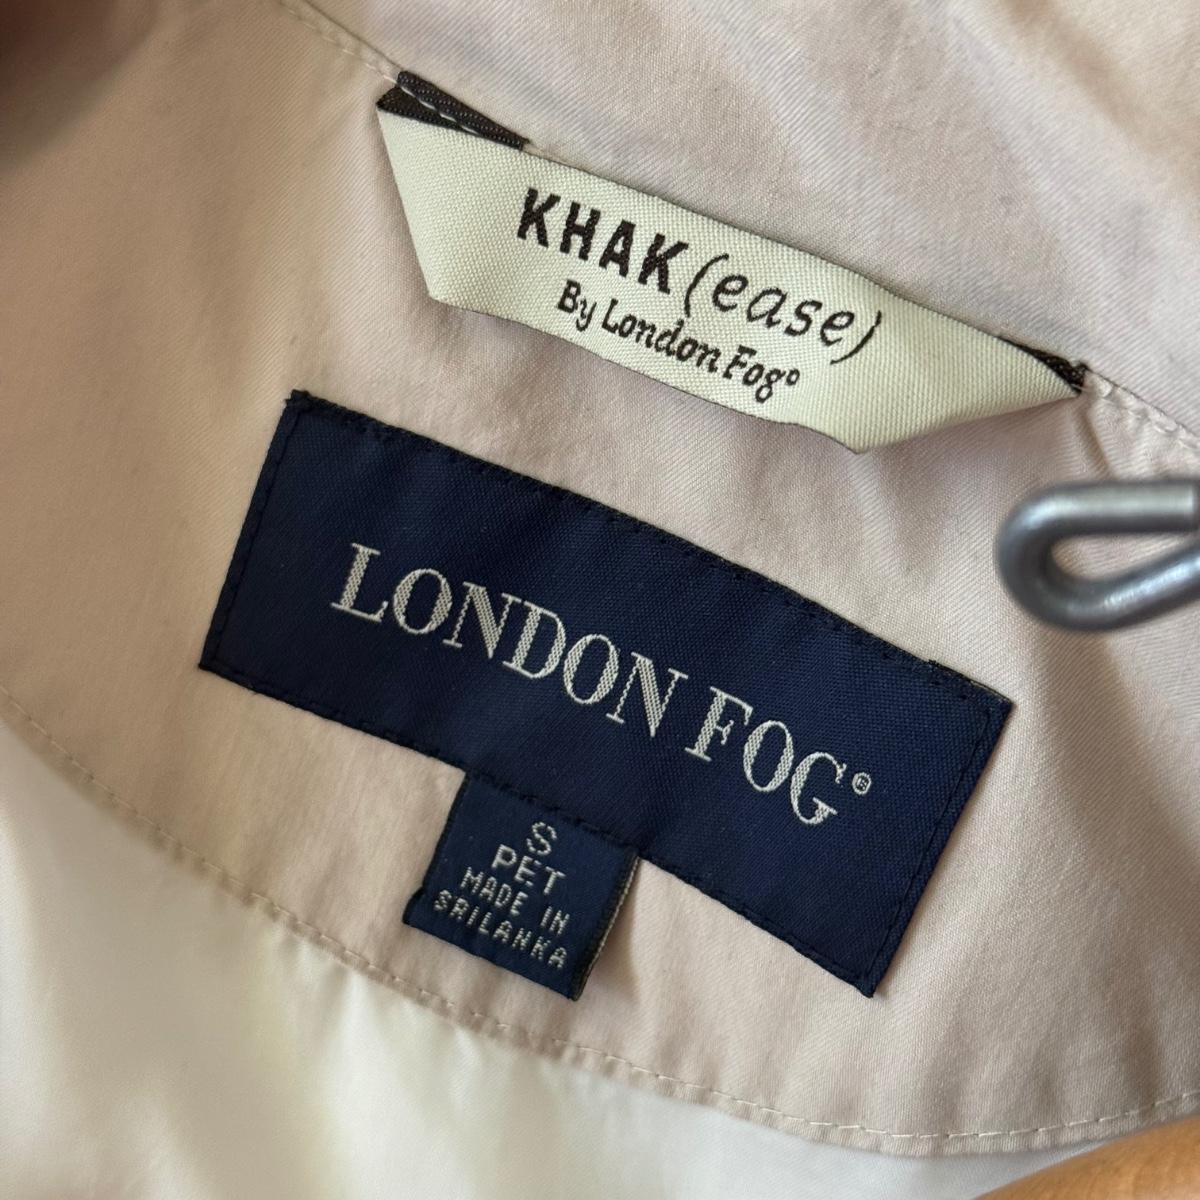 KHAK(ease)
By London Fog®
LONDON FOG®
S
PET
MADE IN
SRILANKA